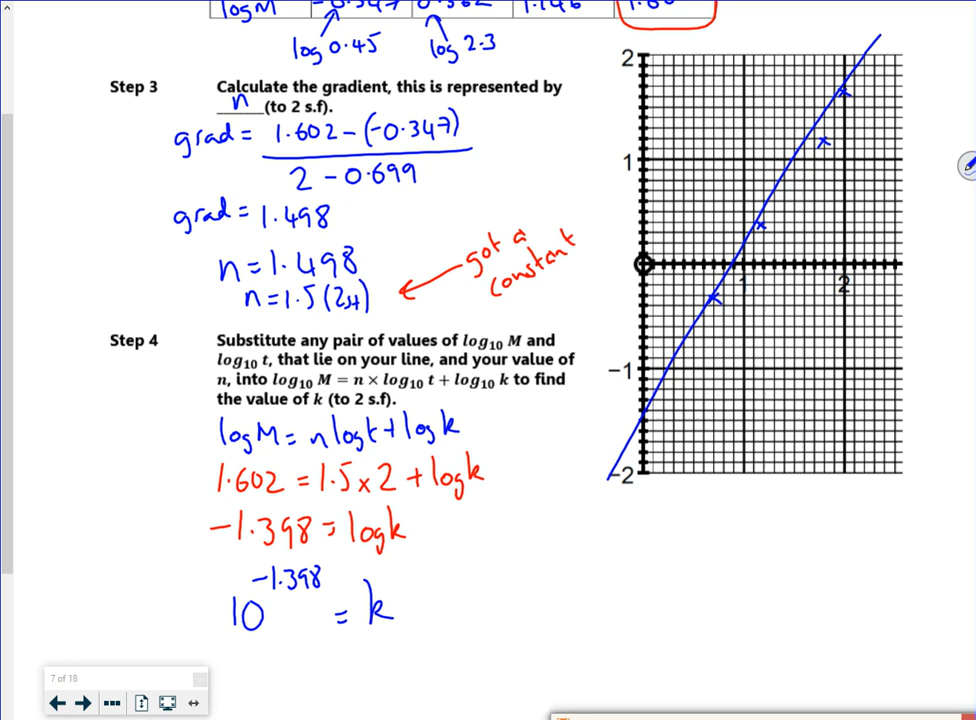 log M -0.347
log 0.45 log 2.3
Step 3 Calculate the gradient, this is represented by
n (to 2 s.f).
grad = 1.602 - (-0.347)
2 - 0.699
grad = 1.498
n = 1.498
n = 1.5 (2sf)
got a
constant
Step 4 Substitute any pair of values of log10 M and
log10 t, that lie on your line, and your value of
n, into log10 M = n × log10 t + log10 k to find
the value of k (to 2 s.f).
log M = n log t + log k
1.602 = 1.5 × 2 + log k
-1.398 = log k
10^-1.398 = k
2
1
1 2
-1
-2
7 of 18